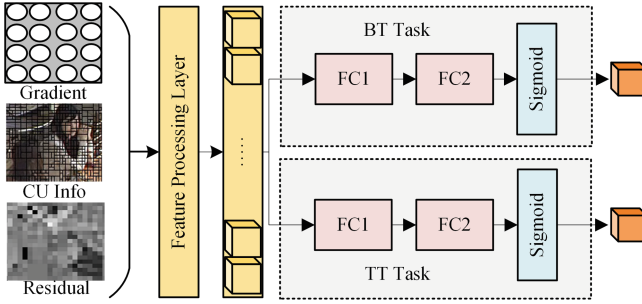 Gradient
CU Info
Residual
Feature Processing Layer
.....
BT Task
FC1
FC2
Sigmoid
FC1
FC2
Sigmoid
TT Task